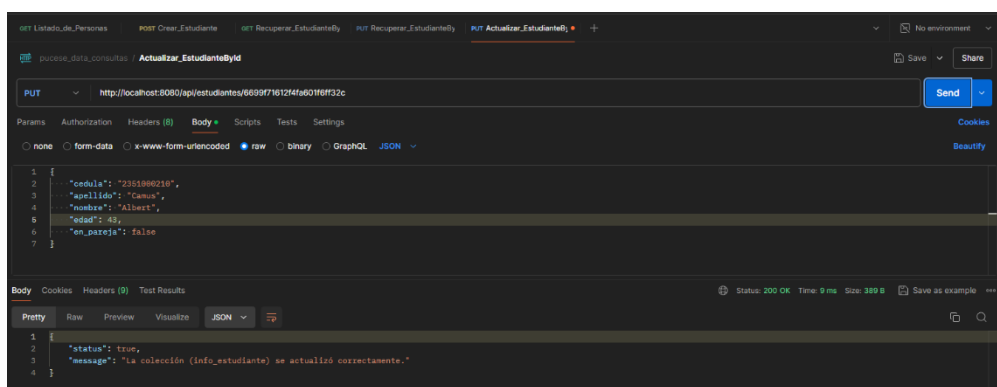 GET Listado_de_Personas POST Crear_Estudiante GET Recuperar_EstudianteBy PUT Recuperar_EstudianteBy PUT Actualizar_EstudianteBy + No environment
pucese_data_consultas / Actualizar_EstudianteById Save Share
PUT http://localhost:8080/api/estudiantes/6699f71612f4fa601f6ff32c Send
Params Authorization Headers (8) Body Scripts Tests Settings Cookies
none form-data x-www-form-urlencoded raw binary GraphQL JSON Beautify
1 {
2 "cedula": "2351000210",
3 "apellido": "Camus",
4 "nombre": "Albert",
5 "edad": 43,
6 "en_pareja": false
7 }
Body Cookies Headers (9) Test Results Status: 200 OK Time: 9 ms Size: 389 B Save as example
Pretty Raw Preview Visualize JSON
1 {
2 "status": true,
3 "message": "La colección (info_estudiante) se actualizó correctamente."
4 }